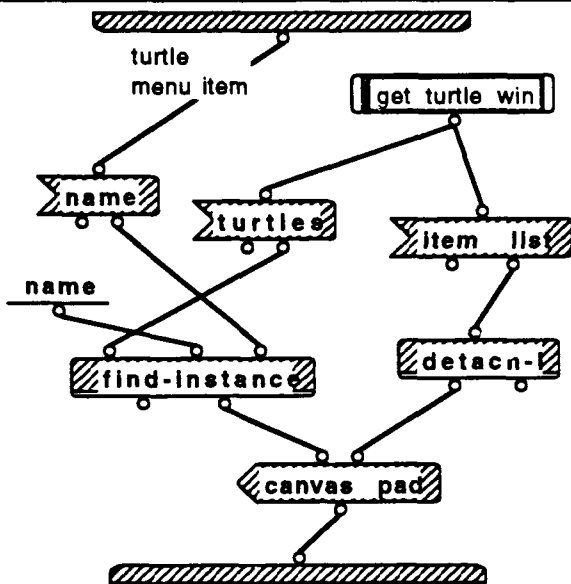 turtle
menu item
get turtle win
name
turtles
item list
name
find-instance
detacn-l
canvas pad